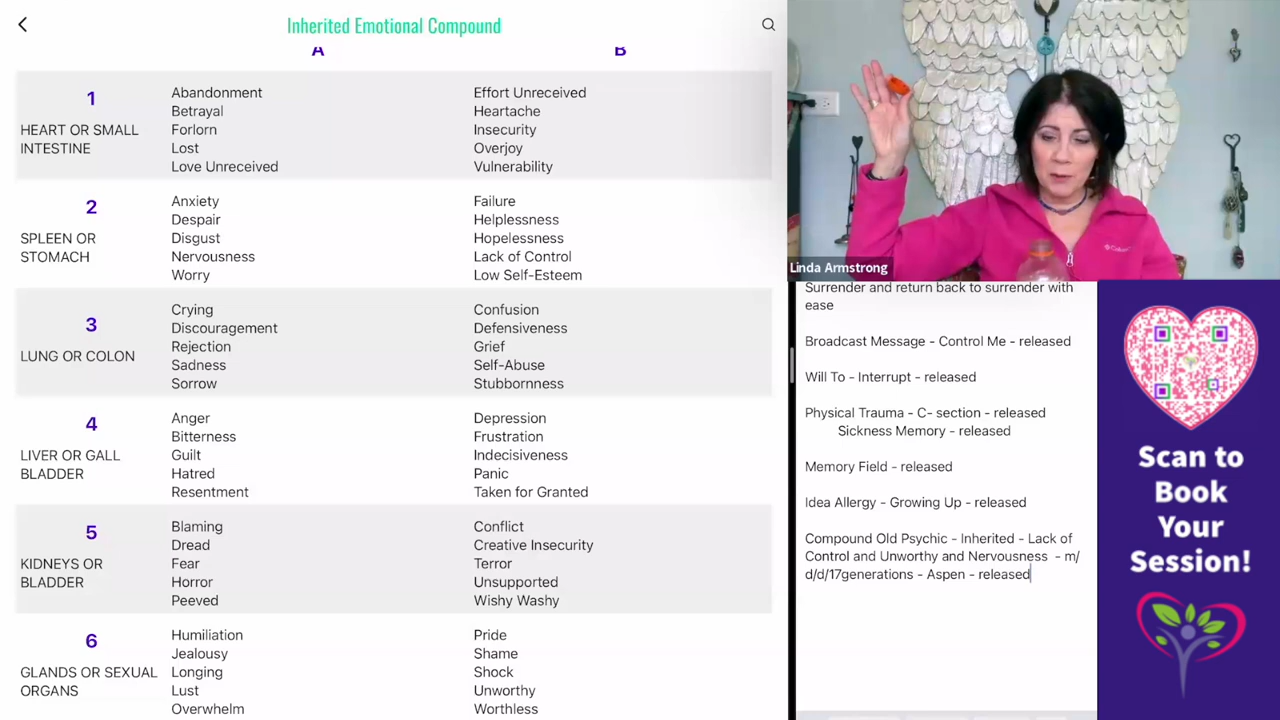 Inherited Emotional Compound
A B
1
HEART OR SMALL
INTESTINE
Abandonment
Betrayal
Forlorn
Lost
Love Unreceived
Effort Unreceived
Heartache
Insecurity
Overjoy
Vulnerability
2
SPLEEN OR
STOMACH
Anxiety
Despair
Disgust
Nervousness
Worry
Failure
Helplessness
Hopelessness
Lack of Control
Low Self-Esteem
3
LUNG OR COLON
Crying
Discouragement
Rejection
Sadness
Sorrow
Confusion
Defensiveness
Grief
Self-Abuse
Stubbornness
4
LIVER OR GALL
BLADDER
Anger
Bitterness
Guilt
Hatred
Resentment
Depression
Frustration
Indecisiveness
Panic
Taken for Granted
5
KIDNEYS OR
BLADDER
Blaming
Dread
Fear
Horror
Peeved
Conflict
Creative Insecurity
Terror
Unsupported
Wishy Washy
6
GLANDS OR SEXUAL
ORGANS
Humiliation
Jealousy
Longing
Lust
Overwhelm
Pride
Shame
Shock
Unworthy
Worthless
Columbia
Linda Armstrong
Surrender and return back to surrender with
ease
Broadcast Message - Control Me - released
Will To - Interrupt - released
Physical Trauma - C- section - released
Sickness Memory - released
Memory Field - released
Idea Allergy - Growing Up - released
Compound Old Psychic - Inherited - Lack of
Control and Unworthy and Nervousness - m/
d/d/17generations - Aspen - released
Scan to
Book
Your
Session!